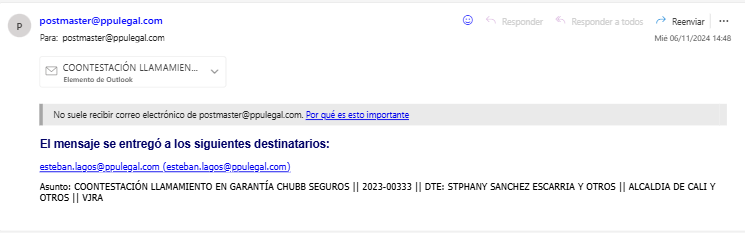 P
postmaster@ppulegal.com
Responder
Responder a todos
Reenviar
Para: postmaster@ppulegal.com
Mié 06/11/2024 14:48
COONTESTACIÓN LLAMAMIEN...
Elemento de Outlook
No suele recibir correo electrónico de postmaster@ppulegal.com. Por qué es esto importante
El mensaje se entregó a los siguientes destinatarios:
esteban.lagos@ppulegal.com (esteban.lagos@ppulegal.com)
Asunto: COONTESTACIÓN LLAMAMIENTO EN GARANTÍA CHUBB SEGUROS || 2023-00333 || DTE: STPHANY SANCHEZ ESCARRIA Y OTROS || ALCALDIA DE CALI Y
OTROS || VJRA